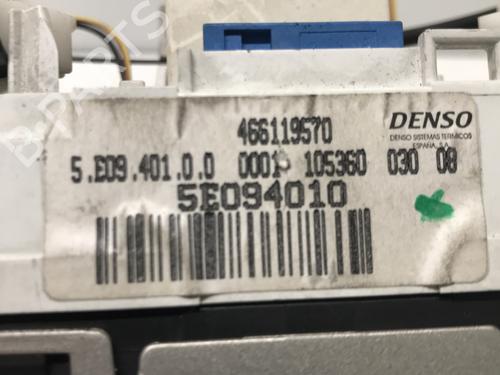 466119570
DENSO
DENSO SISTEMAS TERMICOS
ESPAÑA, S.A.
5.E09.401.0.0 0001 105360 030 08
5E094010